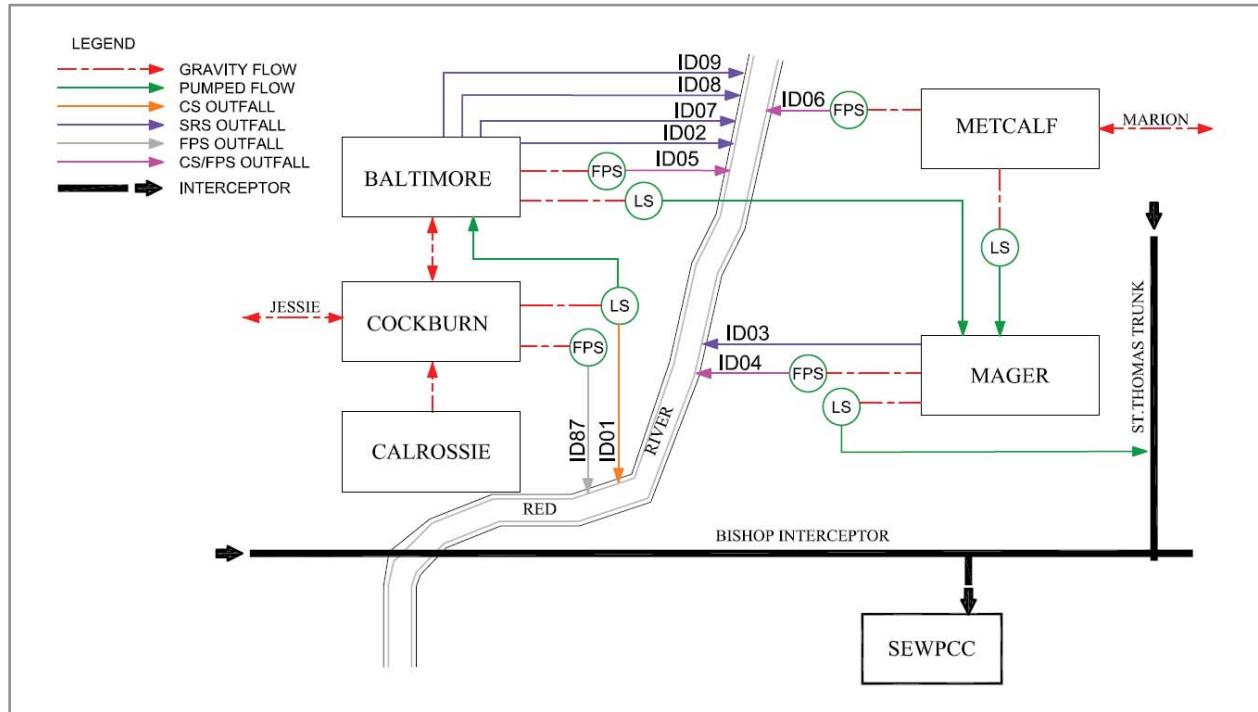 LEGEND
GRAVITY FLOW
PUMPED FLOW
CS OUTFALL
SRS OUTFALL
FPS OUTFALL
CS/FPS OUTFALL
INTERCEPTOR
ID09
ID08
ID07
ID02
ID05
FPS
LS
BALTIMORE
ID06
FPS
METCALF
MARION
LS
JESSIE
COCKBURN
LS
FPS
CALROSSIE
ID87
ID01
ID03
ID04
FPS
LS
MAGER
ST.THOMAS TRUNK
RIVER
RED
BISHOP INTERCEPTOR
SEWPCC